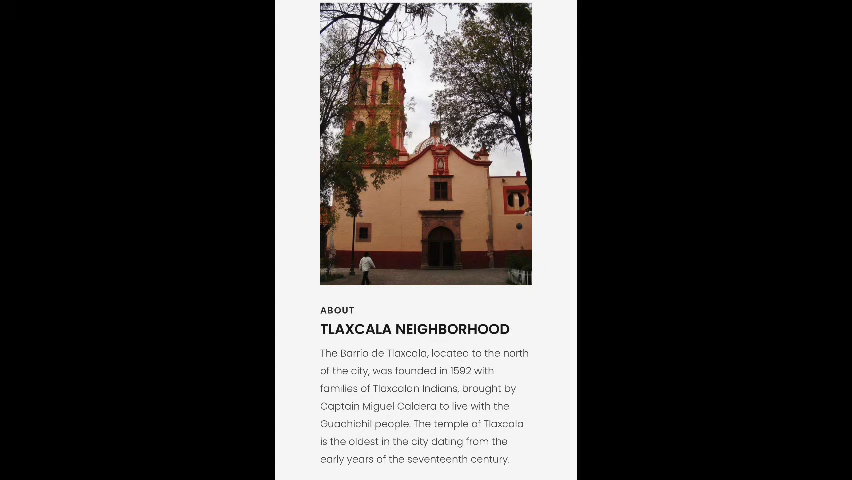 ABOUT
TLAXCALA NEIGHBORHOOD
The Barrio de Tlaxcala, located to the north
of the city, was founded in 1592 with
families of Tlaxcalan Indians, brought by
Captain Miguel Caldera to live with the
Guachichil people. The temple of Tlaxcala
is the oldest in the city dating from the
early years of the seventeenth century.